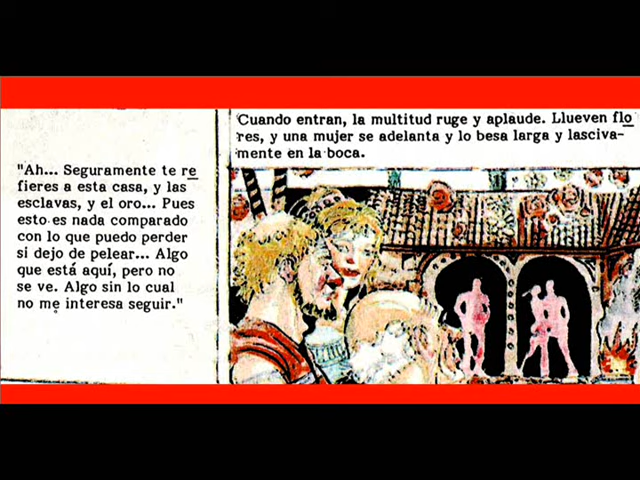 "Ah... Seguramente te re
fieres a esta casa, y las
esclavas, y el oro... Pues
esto es nada comparado
con lo que puedo perder
si dejo de pelear... Algo
que está aquí, pero no
se ve. Algo sin lo cual
no me interesa seguir."
Cuando entran, la multitud ruge y aplaude. Llueven flo
res, y una mujer se adelanta y lo besa larga y lasciva-
mente en la boca.